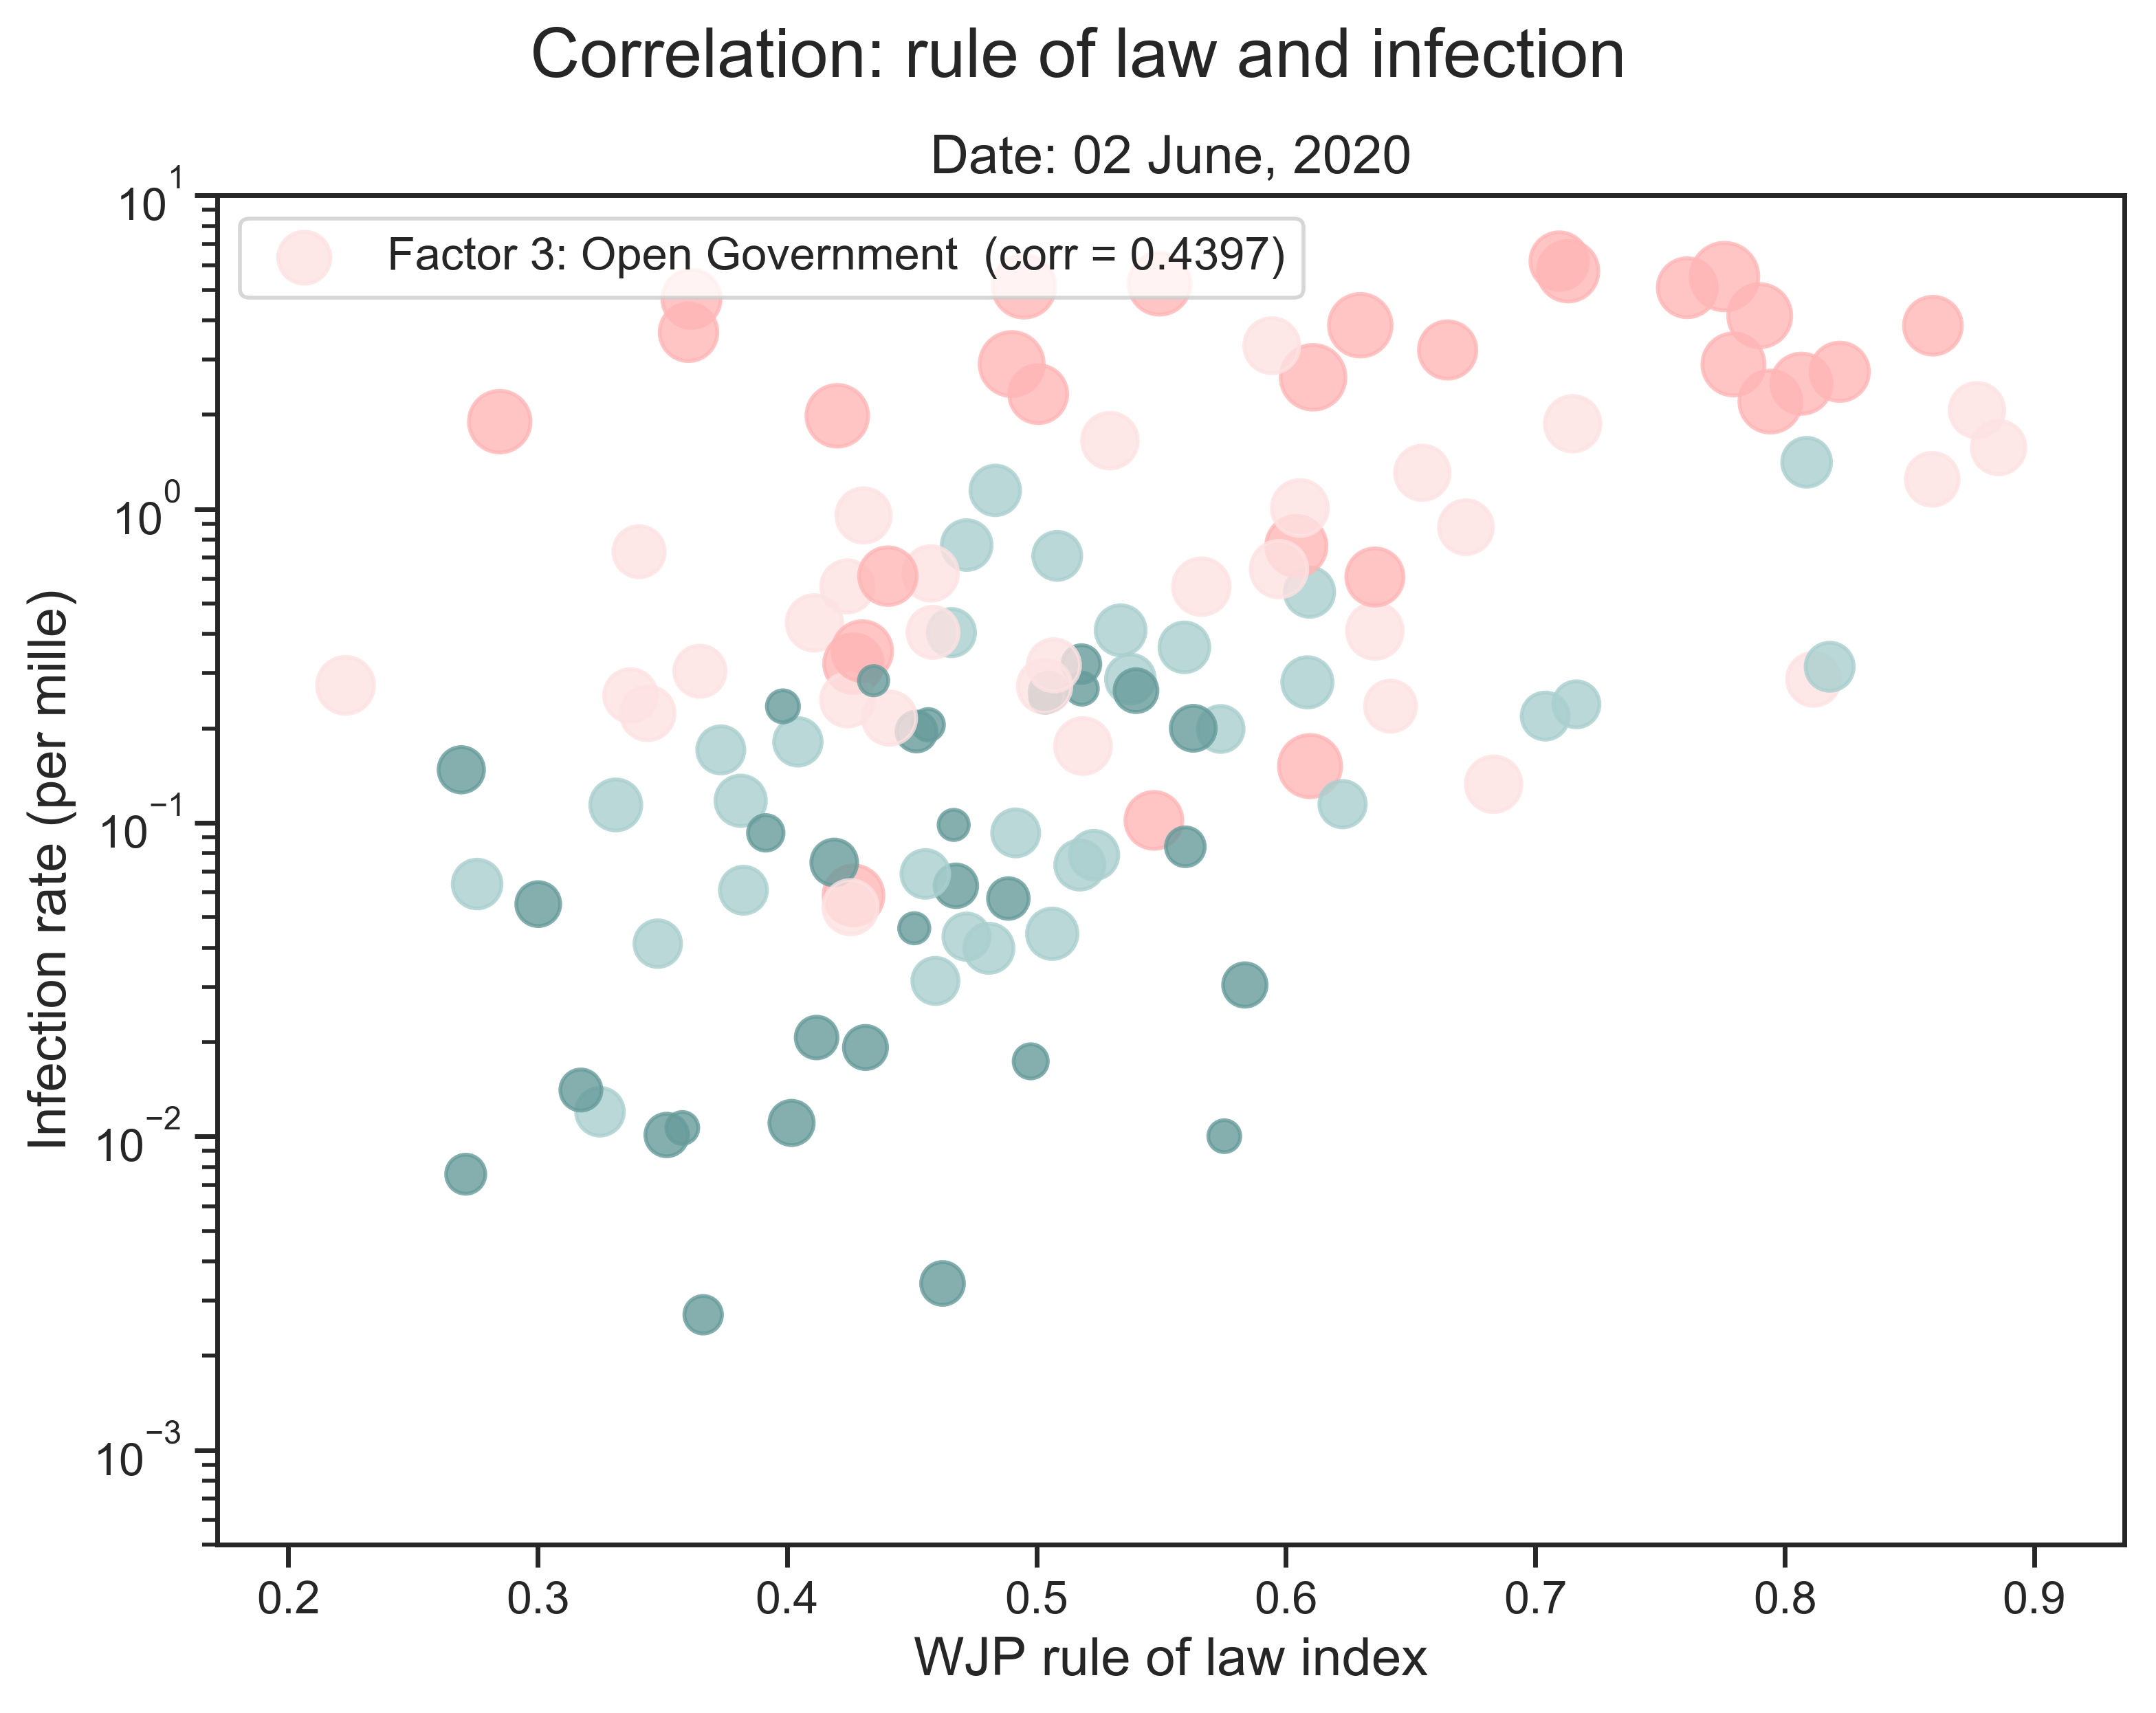 Correlation: rule of law and infection
Date: 02 June, 2020
Factor 3: Open Government (corr = 0.4397)
Infection rate (per mille)
10^1
10^0
10^−1
10^−2
10^−3
0.2 0.3 0.4 0.5 0.6 0.7 0.8 0.9
WJP rule of law index